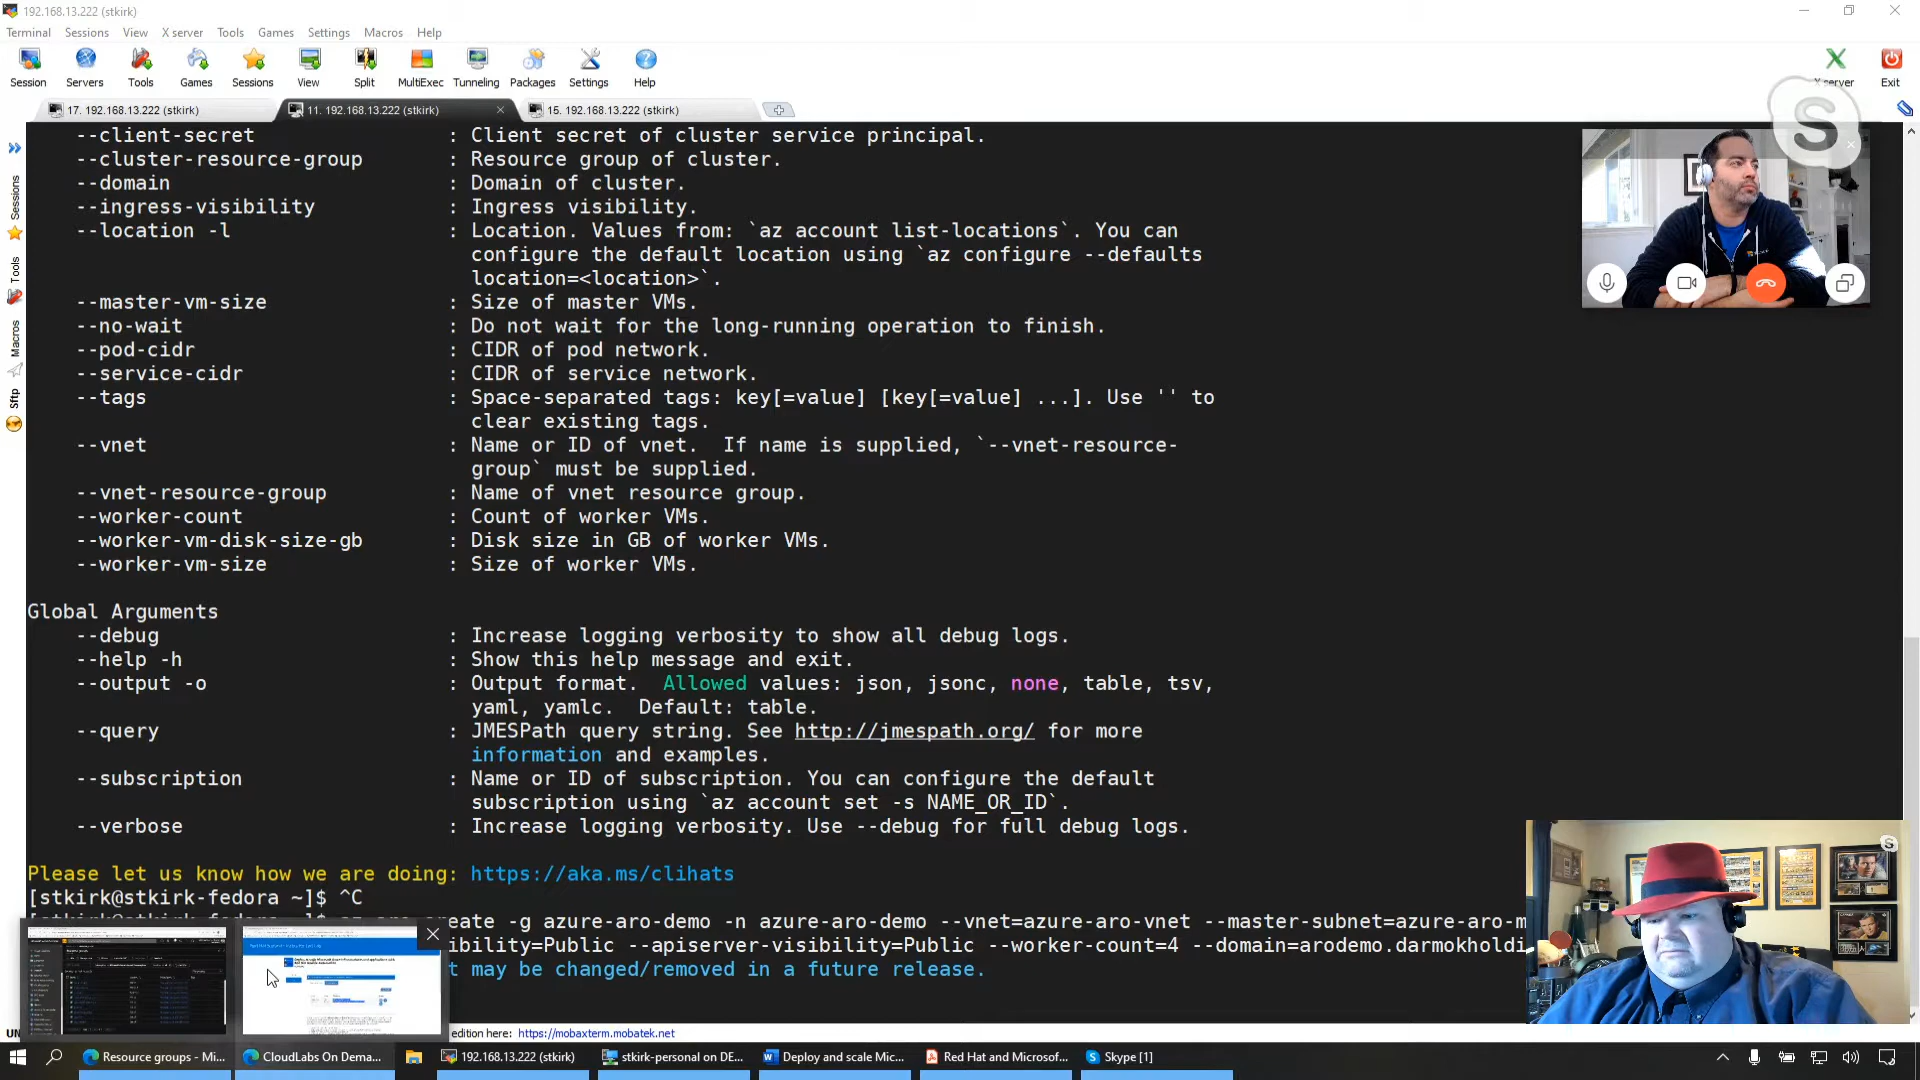 192.168.13.222 (stkirk)
Terminal Sessions View X server Tools Games Settings Macros Help
Session Servers Tools Games Sessions View Split MultiExec Tunneling Packages Settings Help X server Exit
17. 192.168.13.222 (stkirk) 11. 192.168.13.222 (stkirk) 15. 192.168.13.222 (stkirk)
Sessions
Tools
Macros
Sftp
--client-secret : Client secret of cluster service principal.
--cluster-resource-group : Resource group of cluster.
--domain : Domain of cluster.
--ingress-visibility : Ingress visibility.
--location -l : Location. Values from: `az account list-locations`. You can
configure the default location using `az configure --defaults
location=<location>`.
--master-vm-size : Size of master VMs.
--no-wait : Do not wait for the long-running operation to finish.
--pod-cidr : CIDR of pod network.
--service-cidr : CIDR of service network.
--tags : Space-separated tags: key[=value] [key[=value] ...]. Use '' to
clear existing tags.
--vnet : Name or ID of vnet.  If name is supplied, `--vnet-resource-
group` must be supplied.
--vnet-resource-group : Name of vnet resource group.
--worker-count : Count of worker VMs.
--worker-vm-disk-size-gb : Disk size in GB of worker VMs.
--worker-vm-size : Size of worker VMs.
Global Arguments
--debug : Increase logging verbosity to show all debug logs.
--help -h : Show this help message and exit.
--output -o : Output format.  Allowed values: json, jsonc, none, table, tsv,
yaml, yamlc.  Default: table.
--query : JMESPath query string. See http://jmespath.org/ for more
information and examples.
--subscription : Name or ID of subscription. You can configure the default
subscription using `az account set -s NAME_OR_ID`.
--verbose : Increase logging verbosity. Use --debug for full debug logs.
Please let us know how we are doing: https://aka.ms/clihats
[stkirk@stkirk-fedora ~]$ ^C
[stkirk@stkirk-fedora ~]$ az aro create -g azure-aro-demo -n azure-aro-demo --vnet=azure-aro-vnet --master-subnet=azure-aro-m
ibility=Public --apiserver-visibility=Public --worker-count=4 --domain=arodemo.darmokholdi
t may be changed/removed in a future release.
UN edition here: https://mobaxterm.mobatek.net
Resource groups - Mi... CloudLabs On Dema... 192.168.13.222 (stkirk) stkirk-personal on DE... Deploy and scale Mic... Red Hat and Microsof... Skype [1]